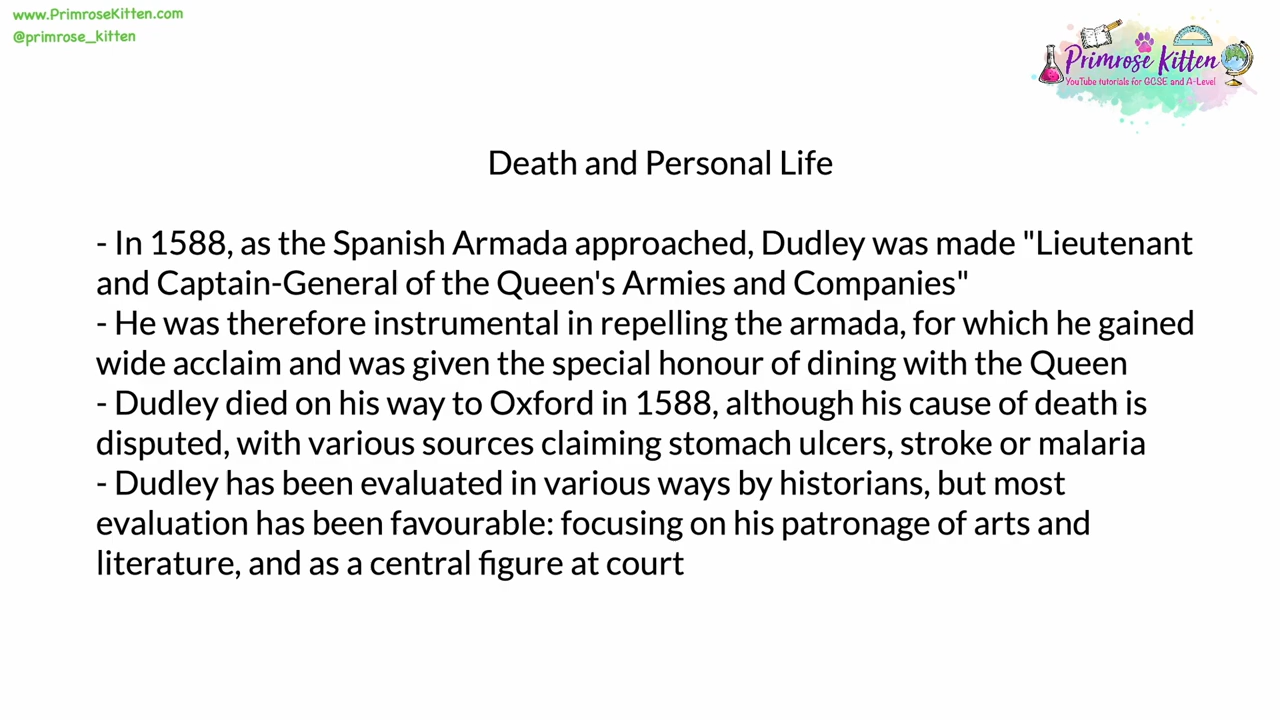 www.PrimroseKitten.com
@primrose_kitten
Primrose Kitten
YouTube tutorials for GCSE and A-Level
Death and Personal Life
- In 1588, as the Spanish Armada approached, Dudley was made "Lieutenant
and Captain-General of the Queen's Armies and Companies"
- He was therefore instrumental in repelling the armada, for which he gained
wide acclaim and was given the special honour of dining with the Queen
- Dudley died on his way to Oxford in 1588, although his cause of death is
disputed, with various sources claiming stomach ulcers, stroke or malaria
- Dudley has been evaluated in various ways by historians, but most
evaluation has been favourable: focusing on his patronage of arts and
literature, and as a central figure at court